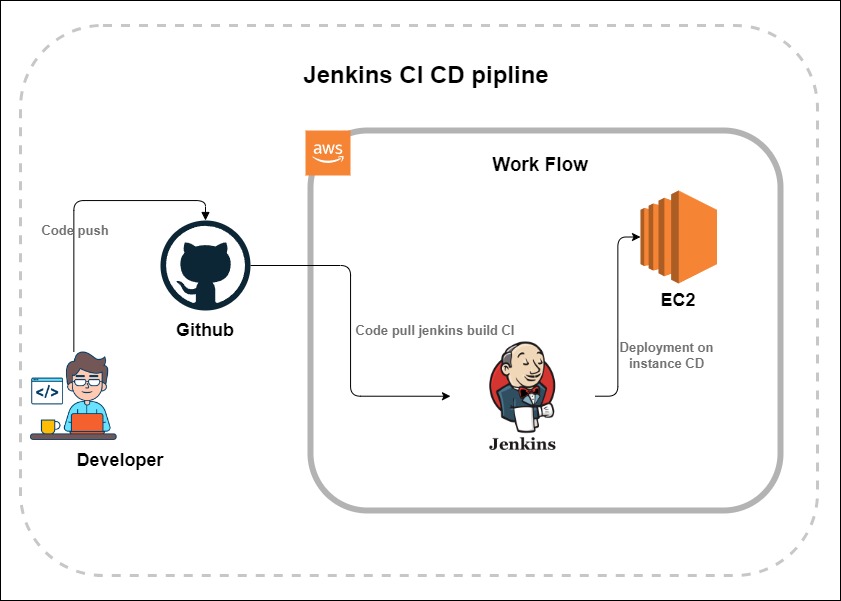 Jenkins CI CD pipline
aws
Work Flow
Code push
Github
EC2
Code pull jenkins build CI
Deployment on
instance CD
</>
Jenkins
Developer